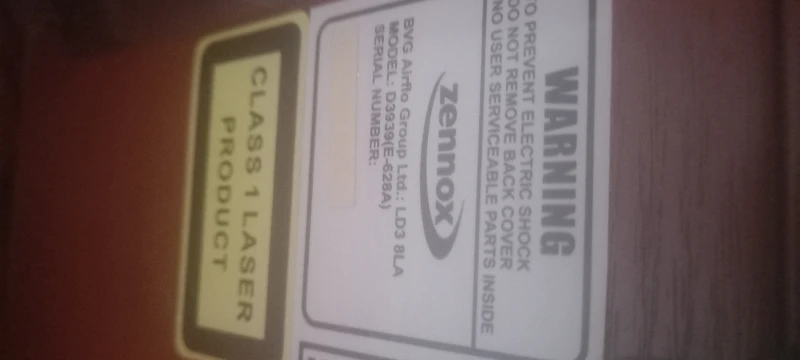 WARNING
TO PREVENT ELECTRIC SHOCK
DO NOT REMOVE BACK COVER
NO USER SERVICEABLE PARTS INSIDE
zennox
BVG Airflo Group Ltd.: LD3 8LA
MODEL: D3939(E-628A)
SERIAL NUMBER:
CLASS 1 LASER
PRODUCT